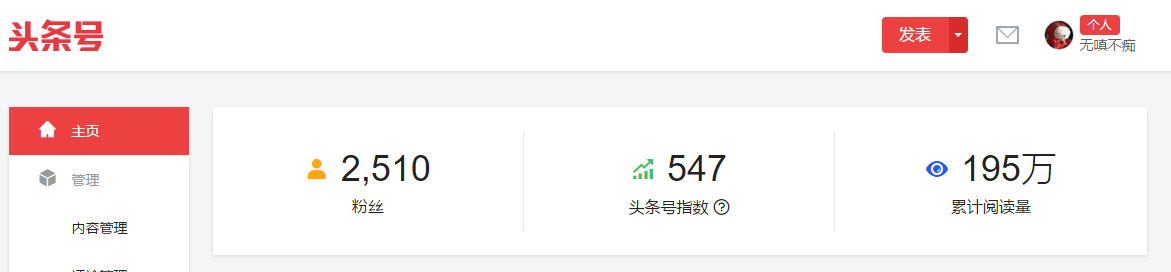 头条号
发表
个人
无嗔不痴
主页
管理
内容管理
2,510
粉丝
547
头条号指数 ?
195万
累计阅读量